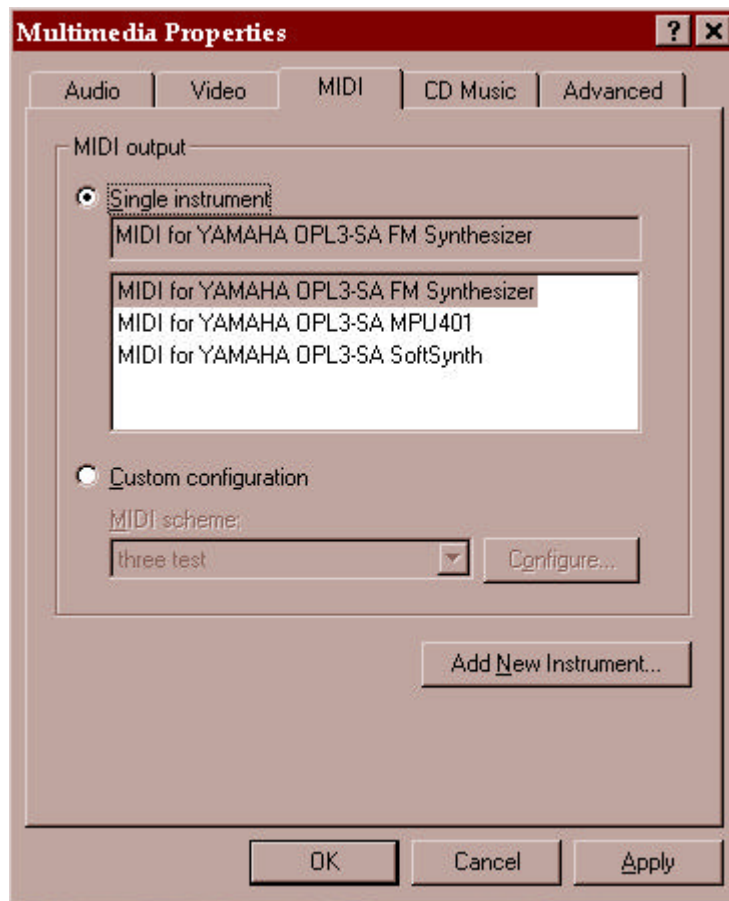 Multimedia Properties
Audio Video MIDI CD Music Advanced
MIDI output
Single instrument
MIDI for YAMAHA OPL3-SA FM Synthesizer
MIDI for YAMAHA OPL3-SA FM Synthesizer
MIDI for YAMAHA OPL3-SA MPU401
MIDI for YAMAHA OPL3-SA SoftSynth
Custom configuration
MIDI scheme:
three test Configure...
Add New Instrument...
OK Cancel Apply